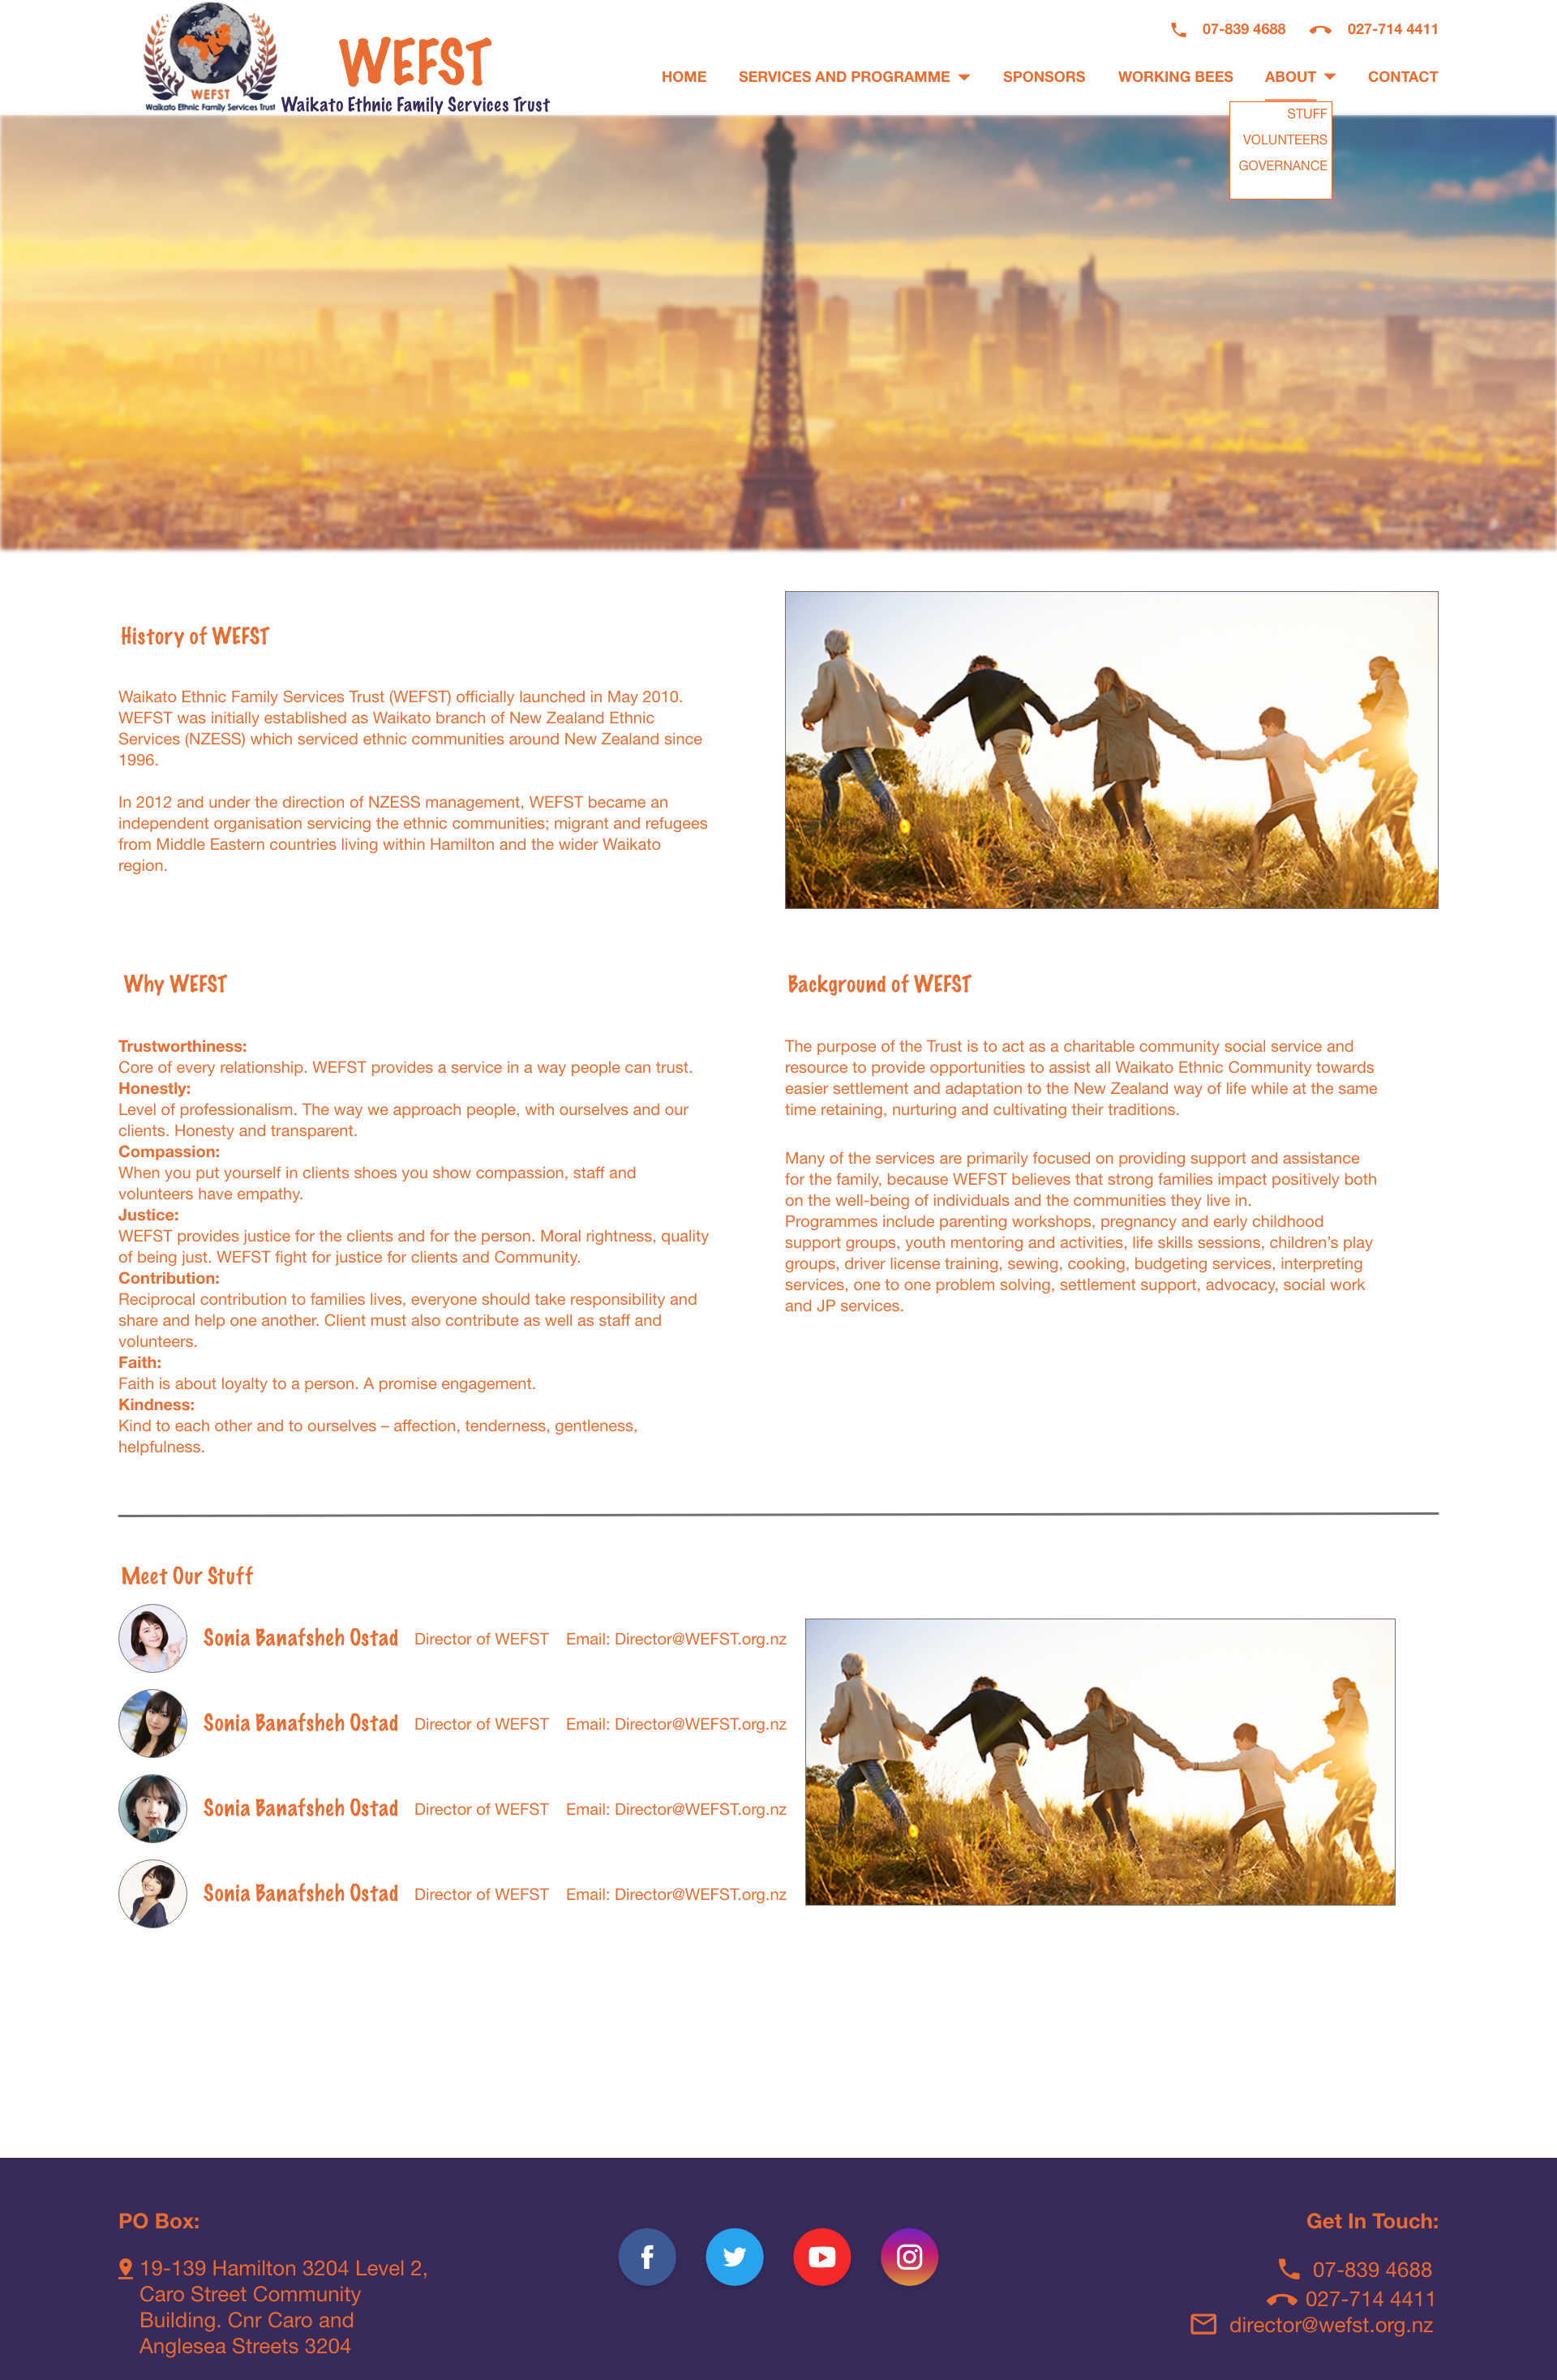 WEFST
Waikato Ethnic Family Services Trust
WEFST
Waikato Ethnic Family Services Trust
07-839 4688
027-714 4411
HOME
SERVICES AND PROGRAMME
SPONSORS
WORKING BEES
ABOUT
CONTACT
STUFF
VOLUNTEERS
GOVERNANCE
History of WEFST
Waikato Ethnic Family Services Trust (WEFST) officially launched in May 2010.
WEFST was initially established as Waikato branch of New Zealand Ethnic
Services (NZESS) which serviced ethnic communities around New Zealand since
1996.
In 2012 and under the direction of NZESS management, WEFST became an
independent organisation servicing the ethnic communities; migrant and refugees
from Middle Eastern countries living within Hamilton and the wider Waikato
region.
Why WEFST
Trustworthiness:
Core of every relationship. WEFST provides a service in a way people can trust.
Honestly:
Level of professionalism. The way we approach people, with ourselves and our
clients. Honesty and transparent.
Compassion:
When you put yourself in clients shoes you show compassion, staff and
volunteers have empathy.
Justice:
WEFST provides justice for the clients and for the person. Moral rightness, quality
of being just. WEFST fight for justice for clients and Community.
Contribution:
Reciprocal contribution to families lives, everyone should take responsibility and
share and help one another. Client must also contribute as well as staff and
volunteers.
Faith:
Faith is about loyalty to a person. A promise engagement.
Kindness:
Kind to each other and to ourselves – affection, tenderness, gentleness,
helpfulness.
Background of WEFST
The purpose of the Trust is to act as a charitable community social service and
resource to provide opportunities to assist all Waikato Ethnic Community towards
easier settlement and adaptation to the New Zealand way of life while at the same
time retaining, nurturing and cultivating their traditions.
Many of the services are primarily focused on providing support and assistance
for the family, because WEFST believes that strong families impact positively both
on the well-being of individuals and the communities they live in.
Programmes include parenting workshops, pregnancy and early childhood
support groups, youth mentoring and activities, life skills sessions, children’s play
groups, driver license training, sewing, cooking, budgeting services, interpreting
services, one to one problem solving, settlement support, advocacy, social work
and JP services.
Meet Our Stuff
Sonia Banafsheh Ostad Director of WEFST Email: Director@WEFST.org.nz
Sonia Banafsheh Ostad Director of WEFST Email: Director@WEFST.org.nz
Sonia Banafsheh Ostad Director of WEFST Email: Director@WEFST.org.nz
Sonia Banafsheh Ostad Director of WEFST Email: Director@WEFST.org.nz
PO Box:
19-139 Hamilton 3204 Level 2,
Caro Street Community
Building. Cnr Caro and
Anglesea Streets 3204
Get In Touch:
07-839 4688
027-714 4411
director@wefst.org.nz